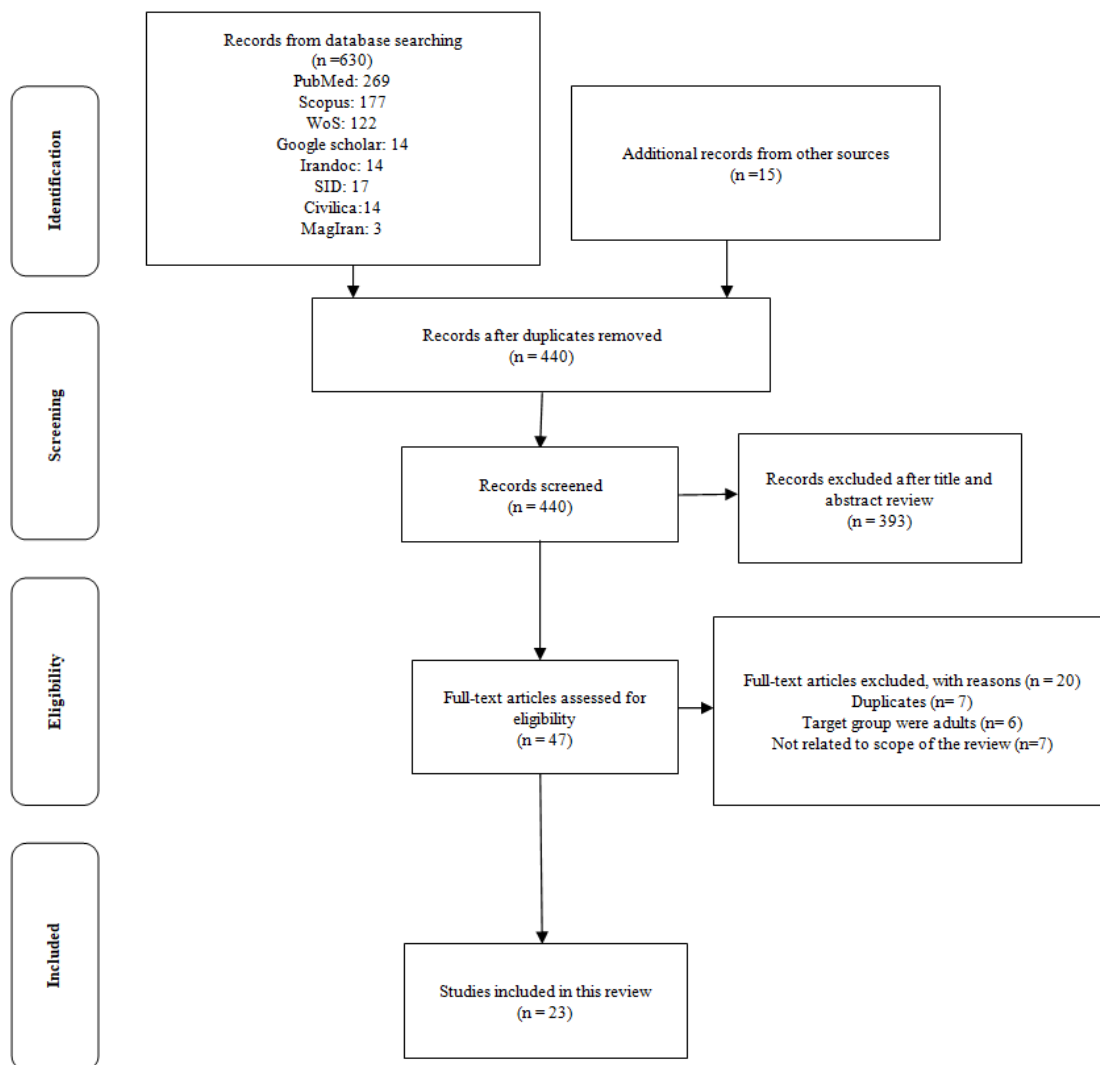 Identification
Records from database searching
(n =630)
PubMed: 269
Scopus: 177
WoS: 122
Google scholar: 14
Irandoc: 14
SID: 17
Civilica:14
MagIran: 3
Additional records from other sources
(n =15)
Screening
Records after duplicates removed
(n = 440)
Records screened
(n = 440)
Records excluded after title and
abstract review
(n = 393)
Eligibility
Full-text articles assessed for
eligibility
(n = 47)
Full-text articles excluded, with reasons (n = 20)
Duplicates (n= 7)
Target group were adults (n= 6)
Not related to scope of the review (n=7)
Included
Studies included in this review
(n = 23)